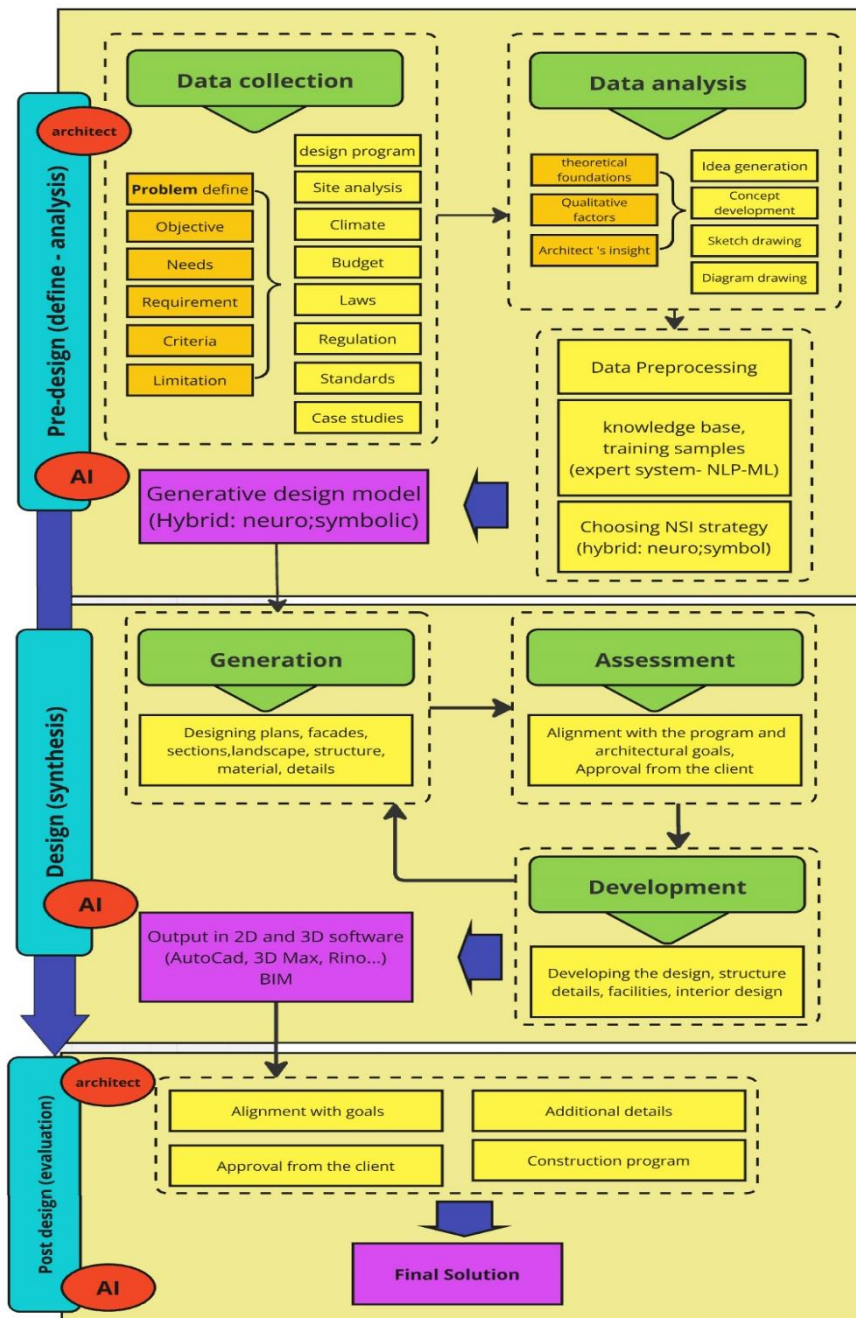 Pre-design (define - analysis)
architect
AI
Data collection
Problem define
Objective
Needs
Requirement
Criteria
Limitation
design program
Site analysis
Climate
Budget
Laws
Regulation
Standards
Case studies
Data analysis
theoretical
foundations
Qualitative
factors
Architect 's insight
Idea generation
Concept
development
Sketch drawing
Diagram drawing
Data Preprocessing
knowledge base,
training samples
(expert system- NLP-ML)
Choosing NSI strategy
(hybrid: neuro;symbol)
Generative design model
(Hybrid: neuro;symbolic)
Design (synthesis)
AI
Generation
Designing plans, facades,
sections,landscape, structure,
material, details
Assessment
Alignment with the program and
architectural goals,
Approval from the client
Development
Developing the design, structure
details, facilities, interior design
Output in 2D and 3D software
(AutoCad, 3D Max, Rino...)
BIM
Post design (evaluation)
architect
AI
Alignment with goals
Additional details
Approval from the client
Construction program
Final Solution